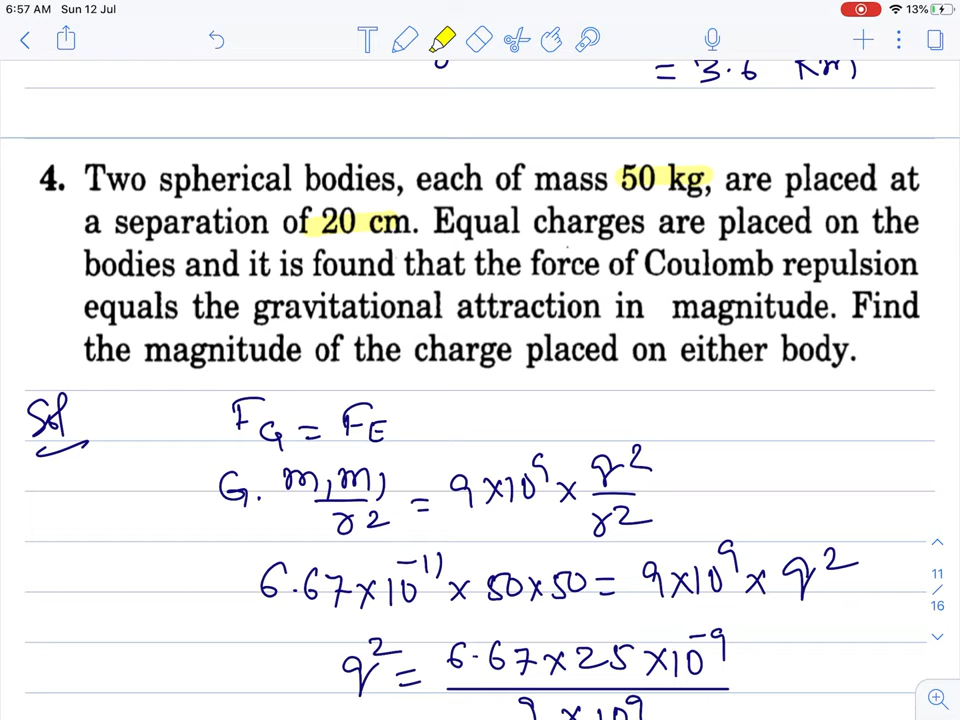 6:57 AM Sun 12 Jul
13%
T
= 3.6 Km
4. Two spherical bodies, each of mass 50 kg, are placed at
a separation of 20 cm. Equal charges are placed on the
bodies and it is found that the force of Coulomb repulsion
equals the gravitational attraction in magnitude. Find
the magnitude of the charge placed on either body.
Sol
F_G = F_E
G. m₁m₁/r² = 9×10⁹ × q²/r²
6.67×10⁻¹¹ × 50×50 = 9×10⁹ × q²
q² = 6.67×25×10⁻⁹
9×10⁹
11
/
16